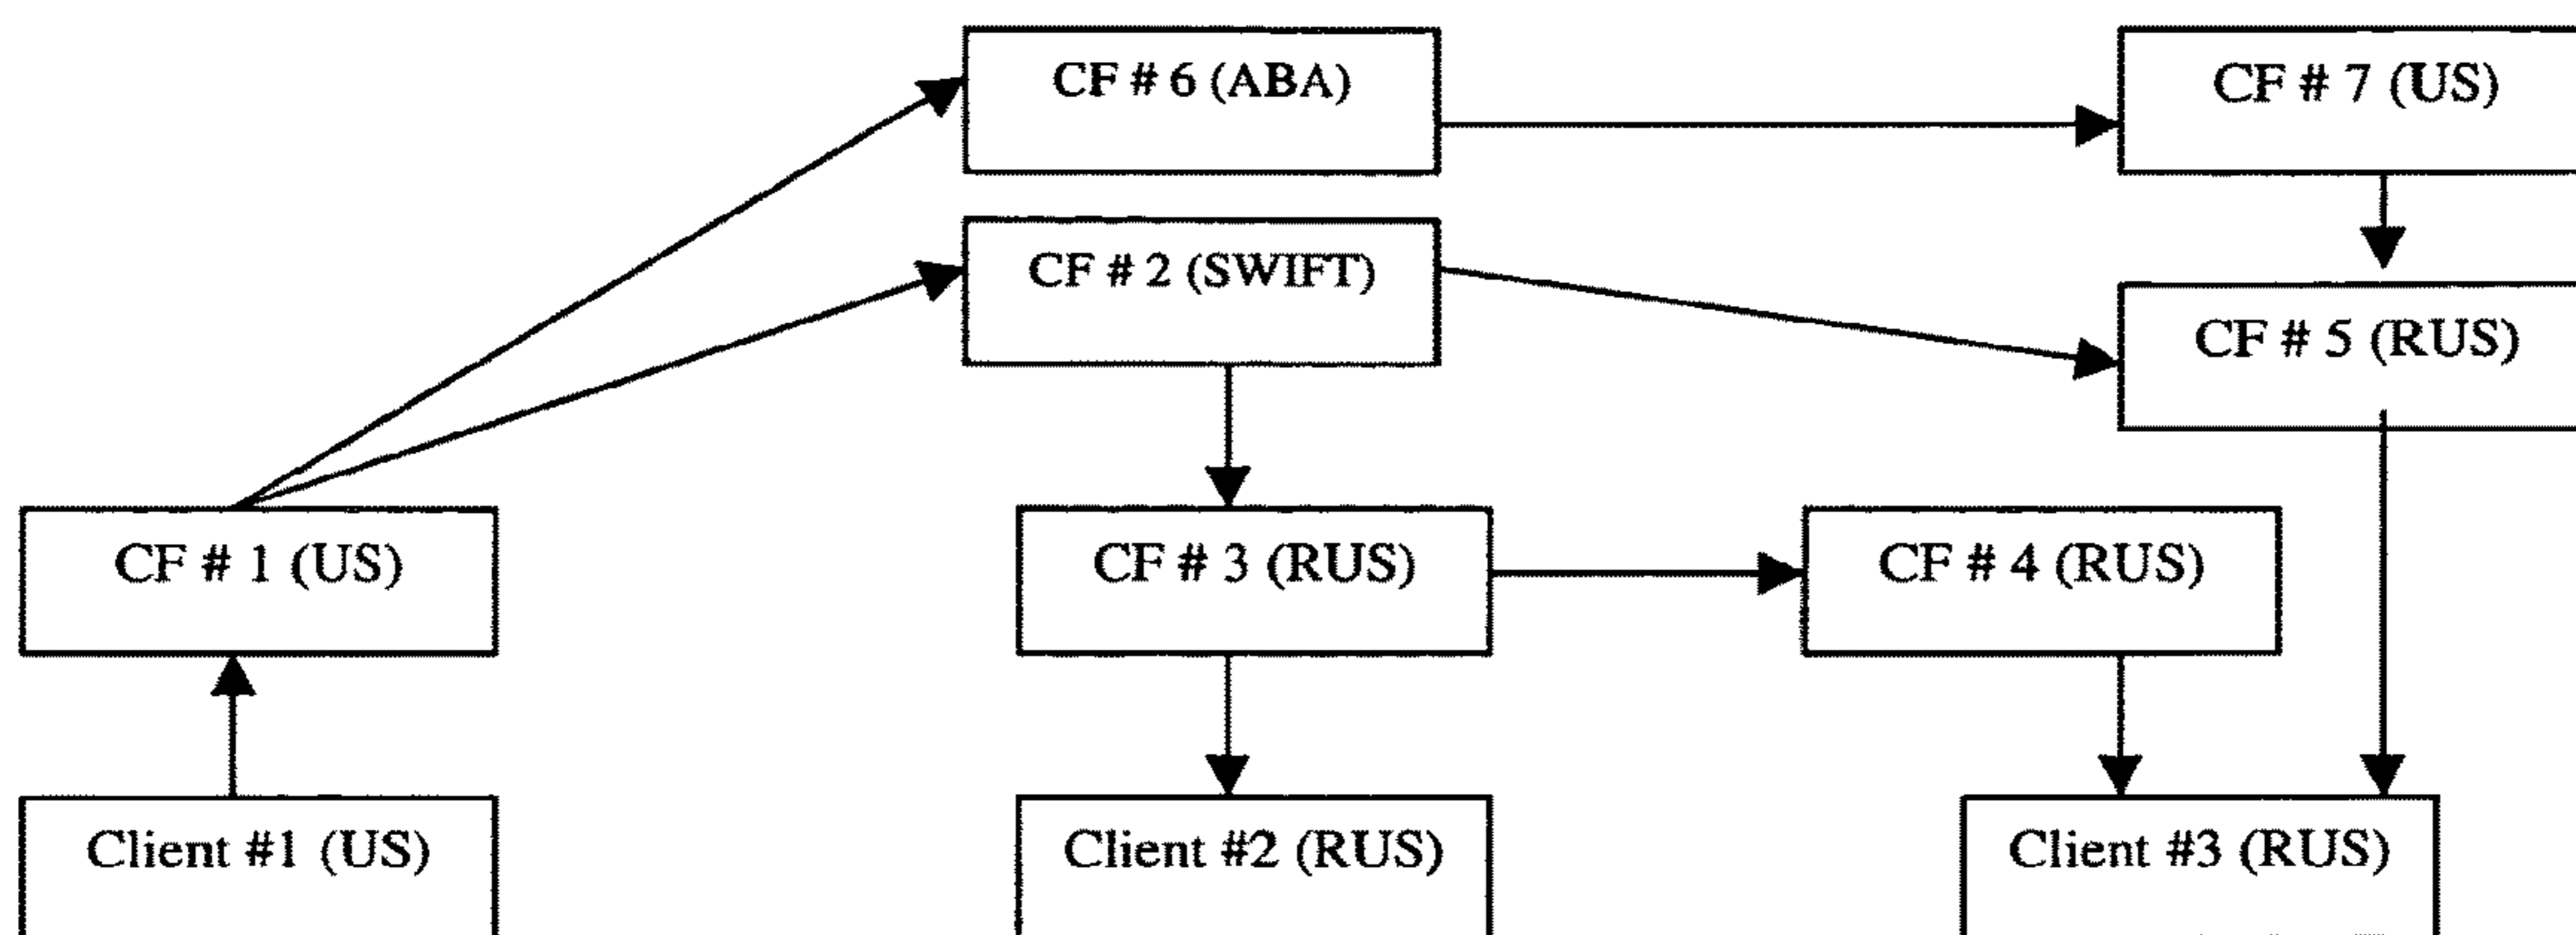 CF # 6 (ABA)
CF # 7 (US)
CF # 2 (SWIFT)
CF # 5 (RUS)
CF # 1 (US)
CF # 3 (RUS)
CF # 4 (RUS)
Client #1 (US)
Client #2 (RUS)
Client #3 (RUS)